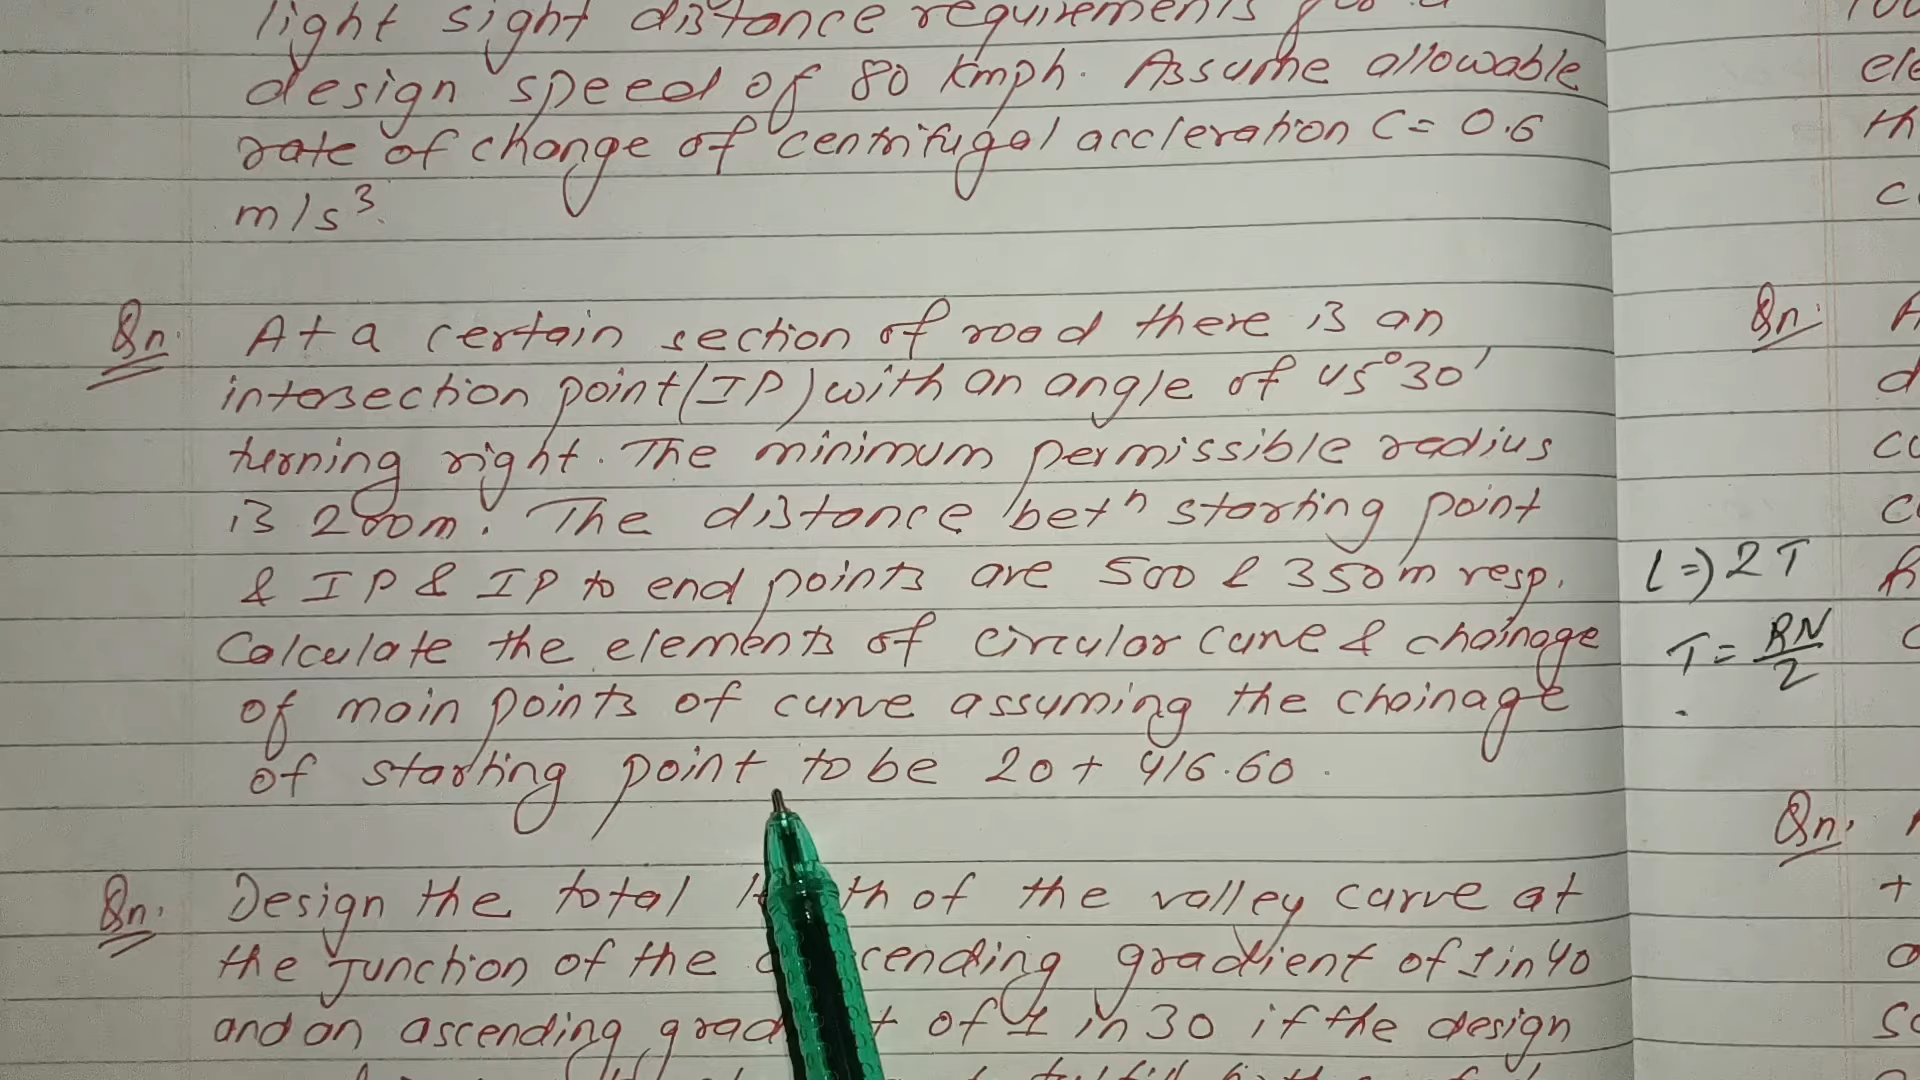 light sight distance requirements for a
design speed of 80 kmph. Assume allowable
rate of change of centrifugal accleration C = 0.6
m/s³.
Qn. At a certain section of road there is an
intersection point (IP) with an angle of 45°30'
turning right. The minimum permissible radius
is 200m. The distance betn starting point
& IP & IP to end points are 500 & 350m resp.
Calculate the elements of circular curve & chainage
of main points of curve assuming the chainage
of starting point to be 20 + 416.60.
Qn. Design the total of the valley curve at
the junction of the gradient of 1 in 40
and an ascending of 1 in 30 if the design
L => 2T
T = RN/2
Qn.
Qn.